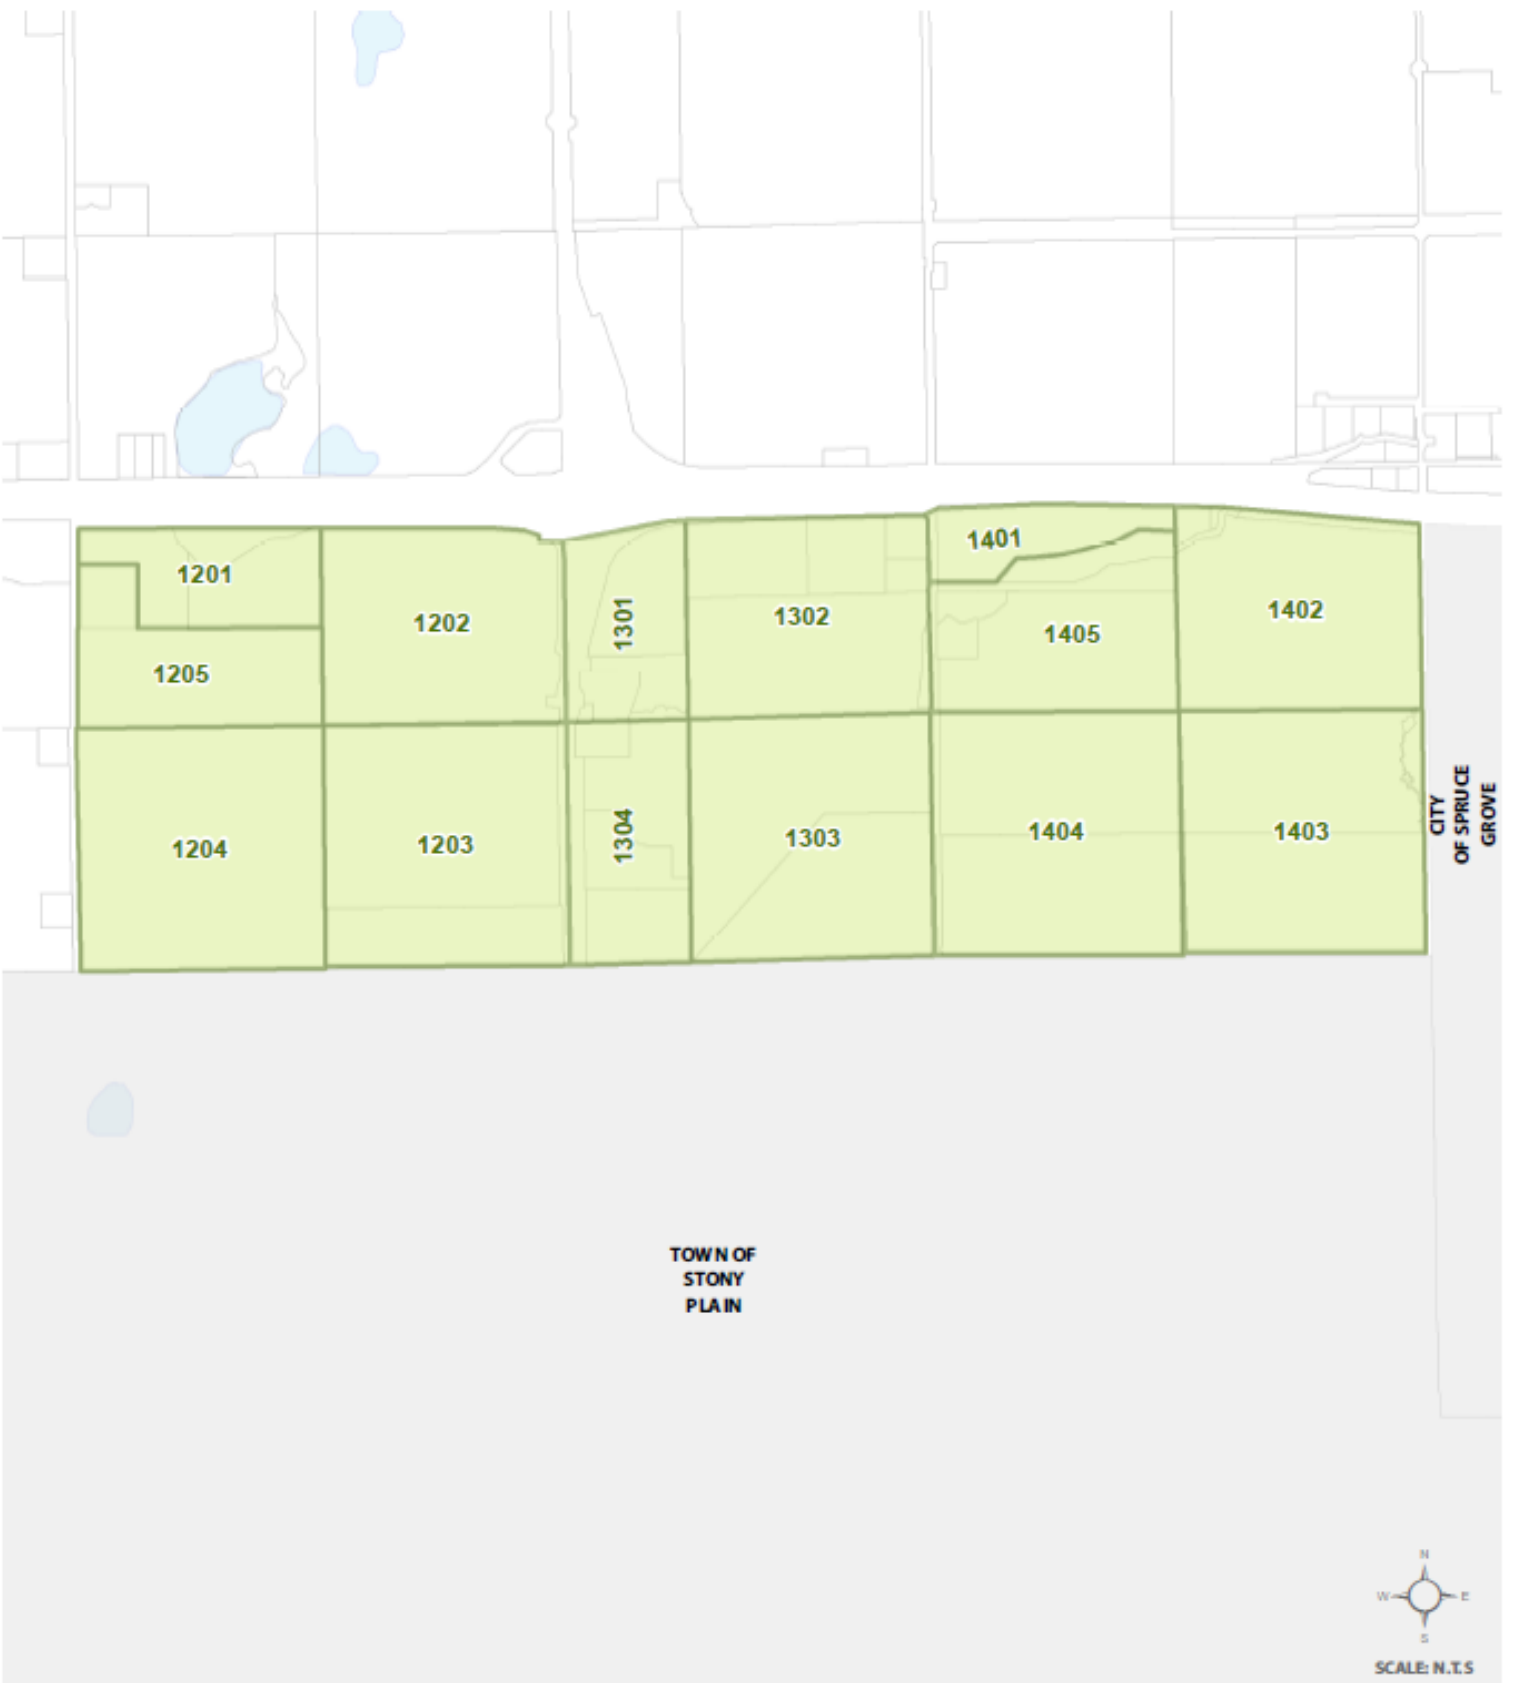 1401
1201
1301
1302
1402
1202
1405
1205
1204
1203
1304
1303
1404
1403
CITY
OF SPRUCE
GROVE
TOWN OF
STONY
PLAIN
N
W
E
S
SCALE: N.T.S